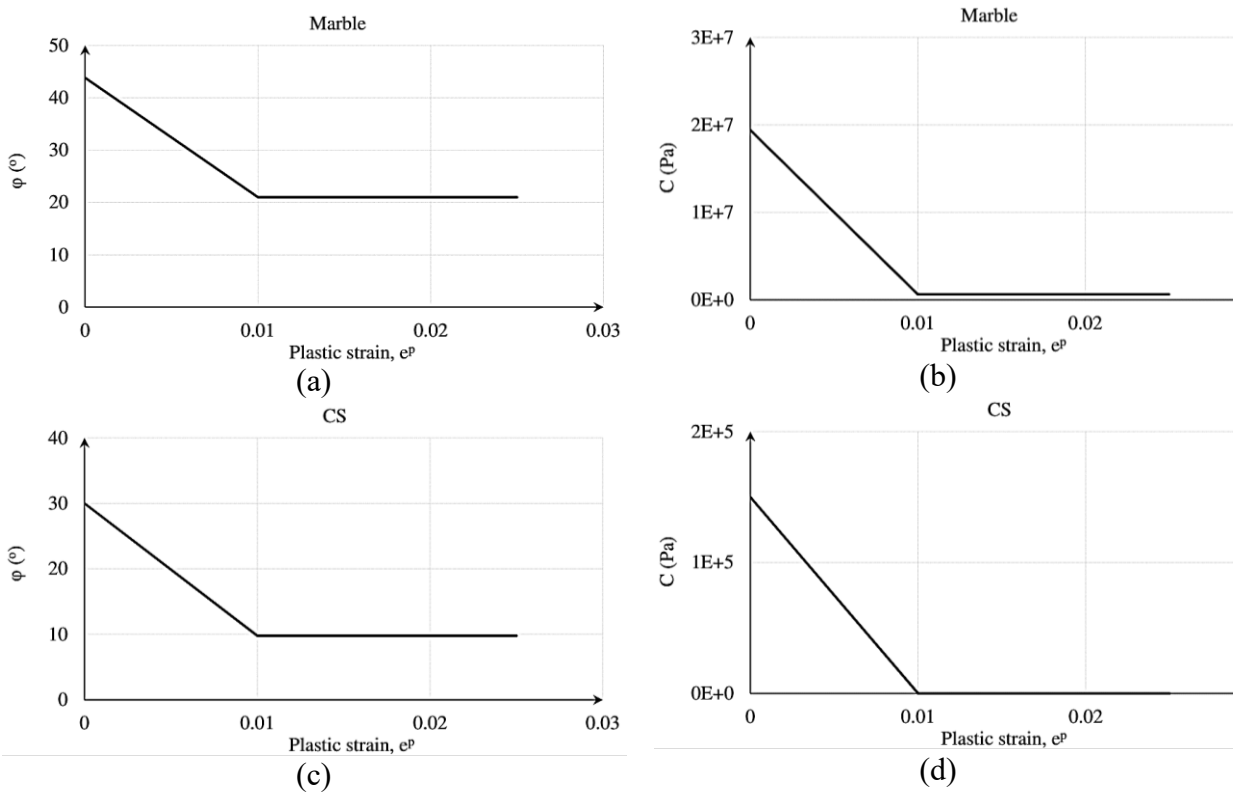 Marble
50
40
30
20
10
0
φ (º)
0 0.01 0.02 0.03
Plastic strain, eᵖ
(a)
Marble
3E+7
2E+7
1E+7
0E+0
C (Pa)
0 0.01 0.02
Plastic strain, eᵖ
(b)
CS
40
30
20
10
0
φ (º)
0 0.01 0.02 0.03
Plastic strain, eᵖ
(c)
CS
2E+5
1E+5
0E+0
C (Pa)
0 0.01 0.02
Plastic strain, eᵖ
(d)